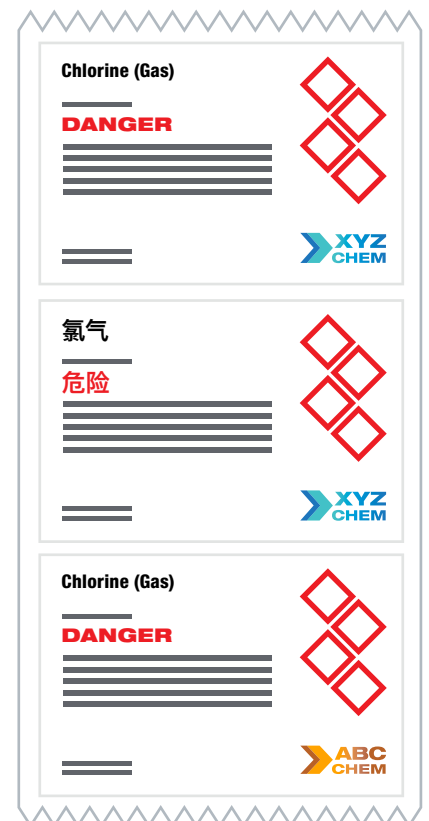 Chlorine (Gas)
DANGER
XYZ
CHEM
氯气
危险
XYZ
CHEM
Chlorine (Gas)
DANGER
ABC
CHEM